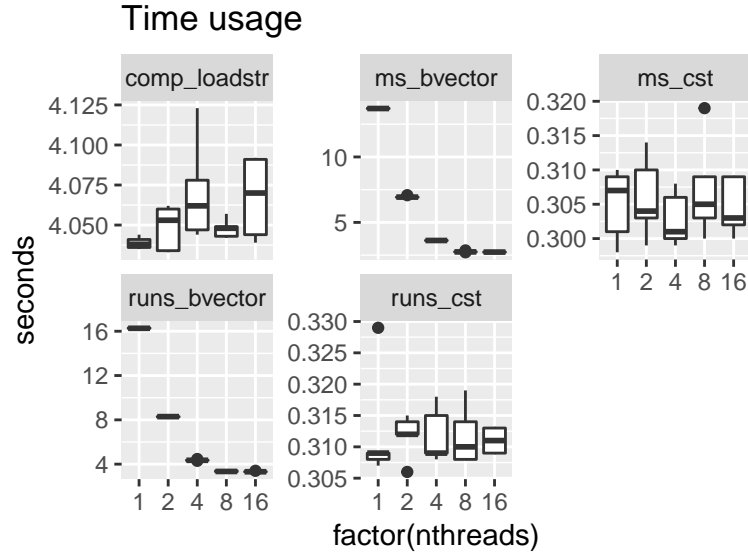 Time usage
comp_loadstr
ms_bvector
ms_cst
4.125
4.100
4.075
4.050
10
5
0.320
0.315
0.310
0.305
0.300
1 2 4 8 16
runs_bvector
runs_cst
16
12
8
4
0.330
0.325
0.320
0.315
0.310
0.305
1 2 4 8 16
1 2 4 8 16
seconds
factor(nthreads)